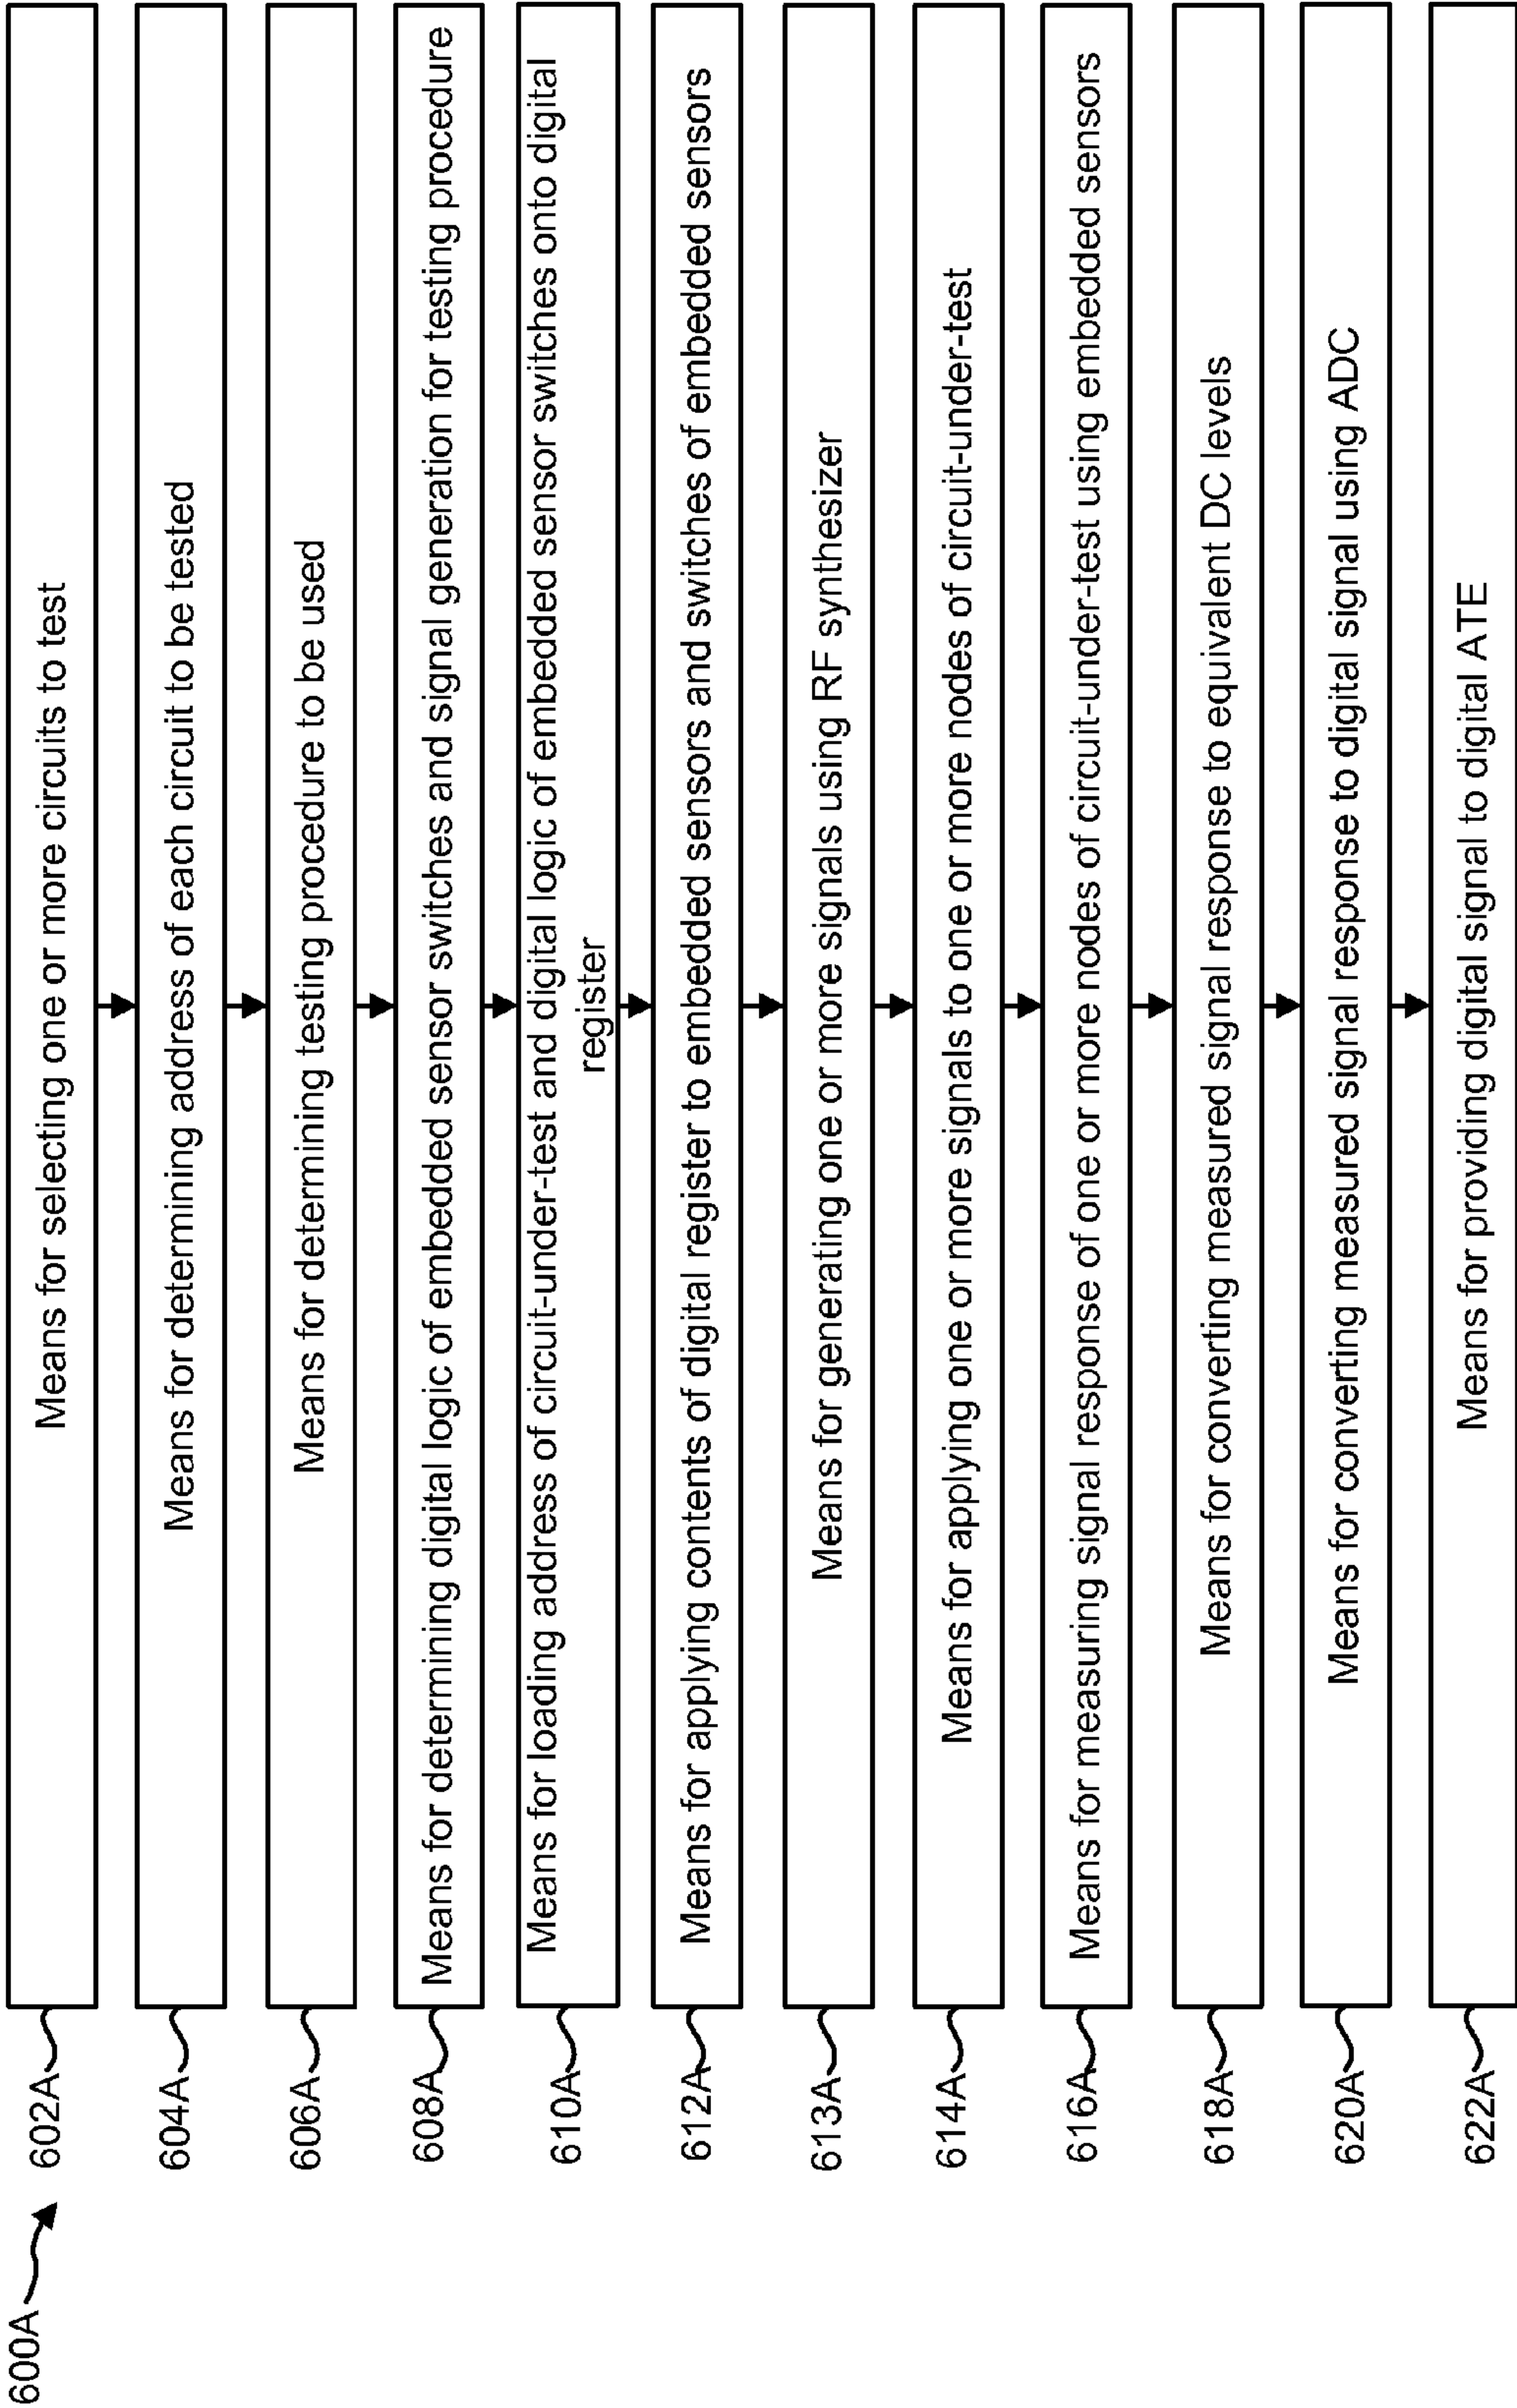 600A
602A
Means for selecting one or more circuits to test
604A
Means for determining address of each circuit to be tested
606A
Means for determining testing procedure to be used
608A
Means for determining digital logic of embedded sensor switches and signal generation for testing procedure
610A
Means for loading address of circuit-under-test and digital logic of embedded sensor switches onto digital
register
612A
Means for applying contents of digital register to embedded sensors and switches of embedded sensors
613A
Means for generating one or more signals using RF synthesizer
614A
Means for applying one or more signals to one or more nodes of circuit-under-test
616A
Means for measuring signal response of one or more nodes of circuit-under-test using embedded sensors
618A
Means for converting measured signal response to equivalent DC levels
620A
Means for converting measured signal response to digital signal using ADC
622A
Means for providing digital signal to digital ATE